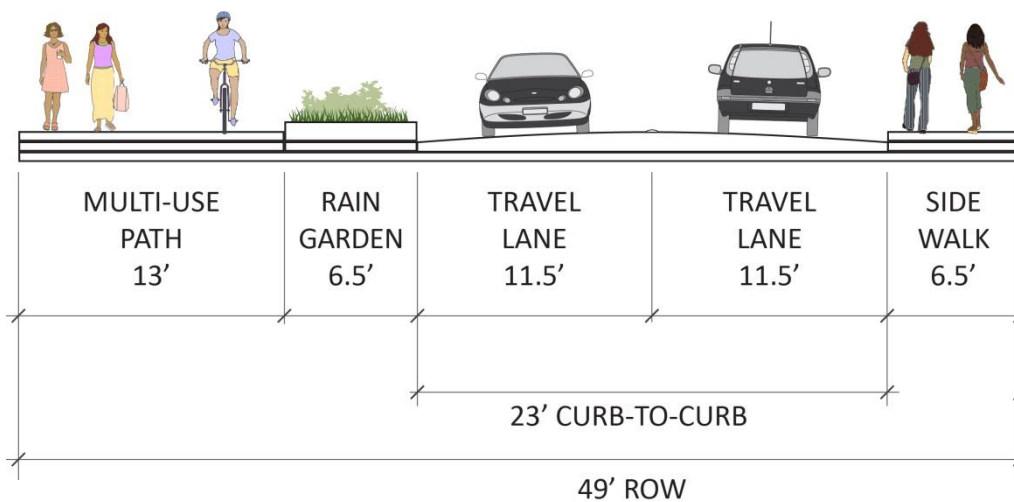 MULTI-USE
PATH
13’
RAIN
GARDEN
6.5’
TRAVEL
LANE
11.5’
TRAVEL
LANE
11.5’
SIDE
WALK
6.5’
23’ CURB-TO-CURB
49’ ROW